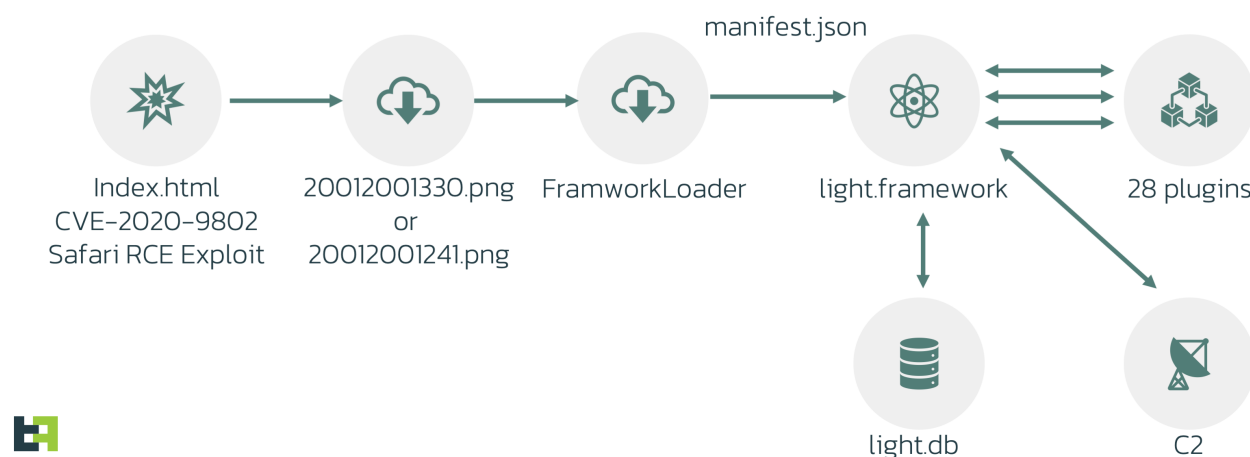 manifest.json
Index.html
CVE-2020-9802
Safari RCE Exploit
20012001330.png
or
20012001241.png
FramworkLoader
light.framework
28 plugins
light.db
C2